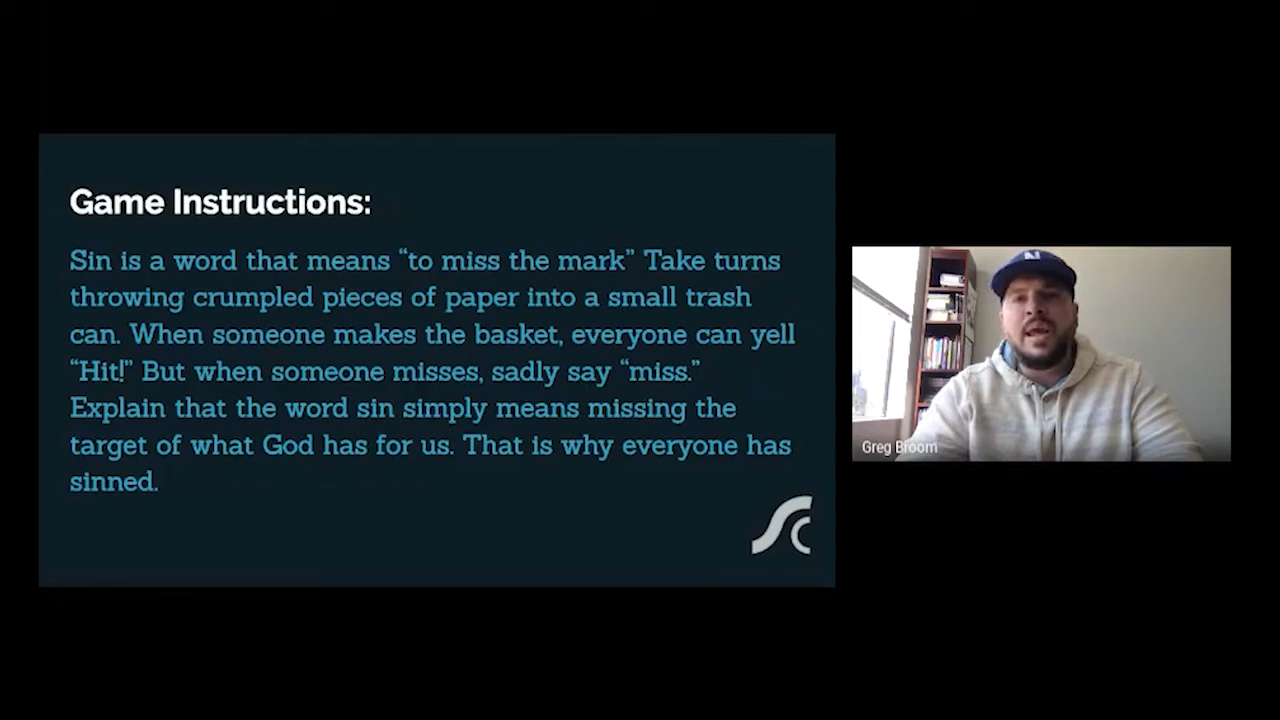 Game Instructions:
Sin is a word that means “to miss the mark” Take turns
throwing crumpled pieces of paper into a small trash
can. When someone makes the basket, everyone can yell
“Hit!” But when someone misses, sadly say “miss.”
Explain that the word sin simply means missing the
target of what God has for us. That is why everyone has
sinned.
Greg Broom